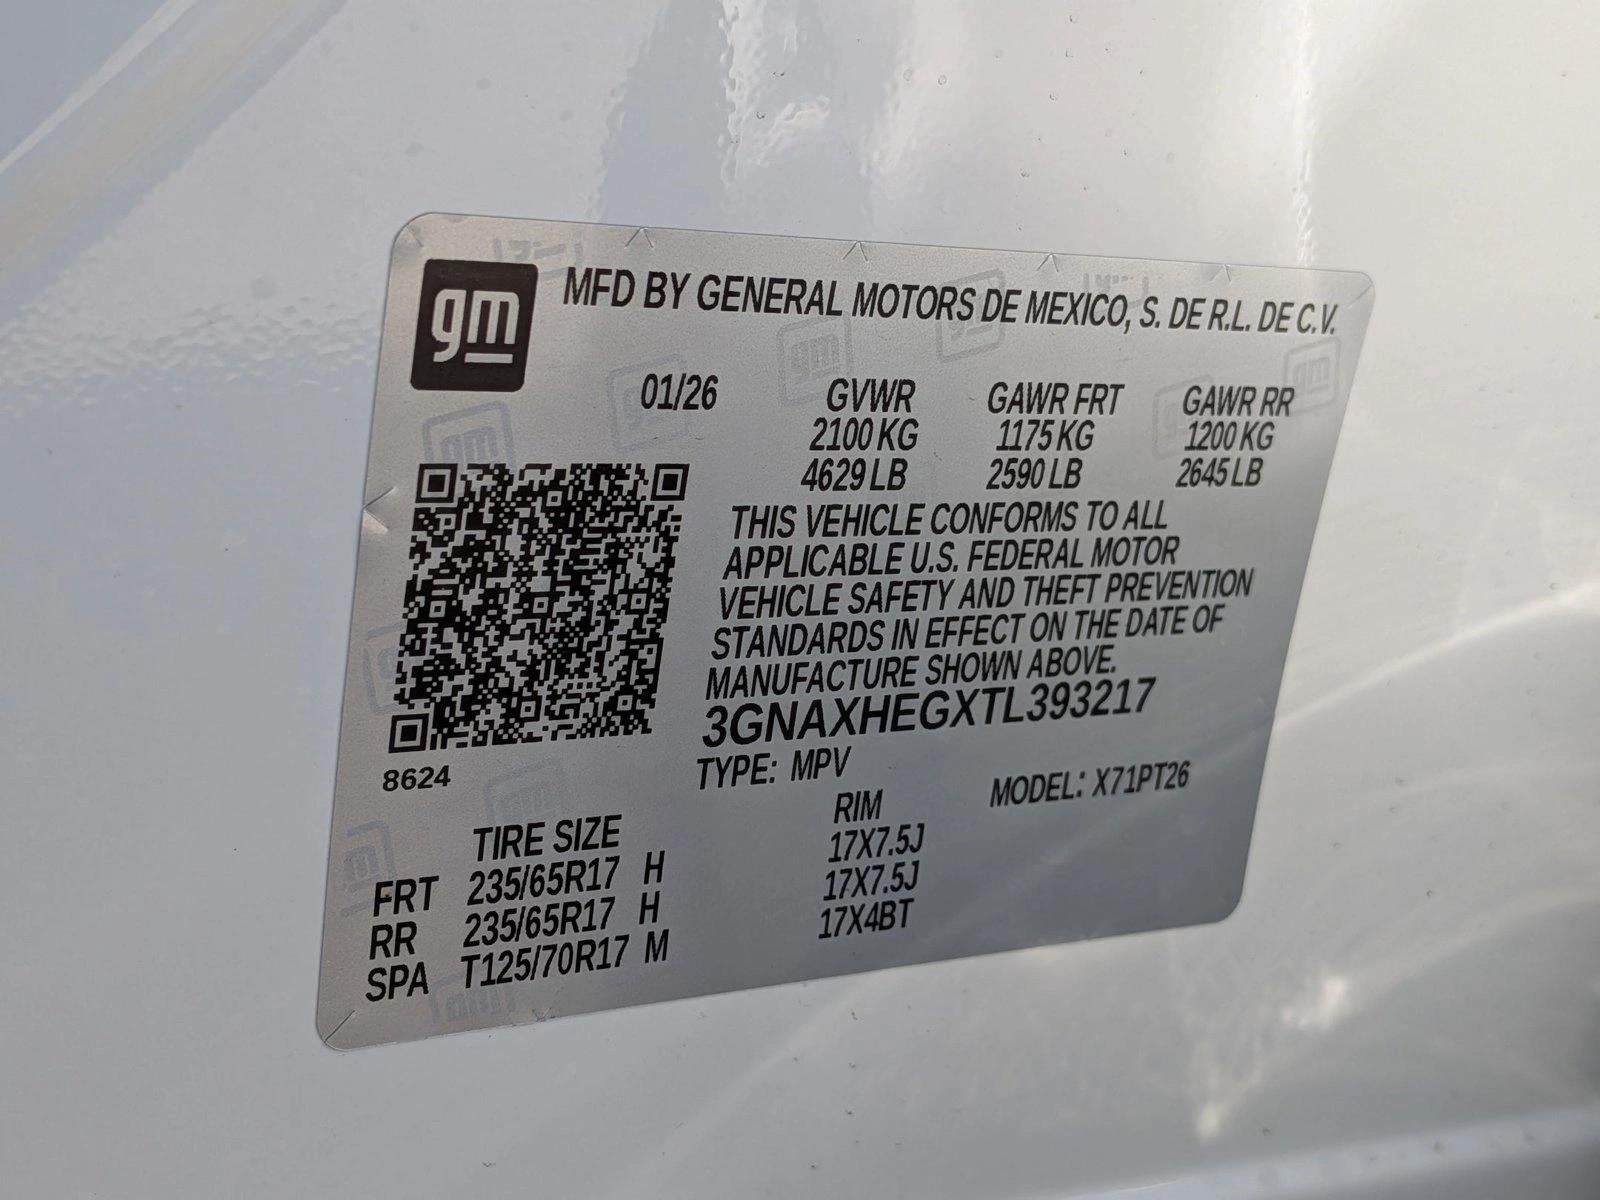 gm MFD BY GENERAL MOTORS DE MEXICO, S. DE R.L. DE C.V.
01/26 GVWR GAWR FRT GAWR RR
2100 KG 1175 KG 1200 KG
4629 LB 2590 LB 2645 LB
THIS VEHICLE CONFORMS TO ALL
APPLICABLE U.S. FEDERAL MOTOR
VEHICLE SAFETY AND THEFT PREVENTION
STANDARDS IN EFFECT ON THE DATE OF
MANUFACTURE SHOWN ABOVE.
3GNAXHEGXTL393217
8624 TYPE: MPV MODEL: X71PT26
TIRE SIZE RIM
FRT 235/65R17 H 17X7.5J
RR 235/65R17 H 17X7.5J
SPA T125/70R17 M 17X4BT